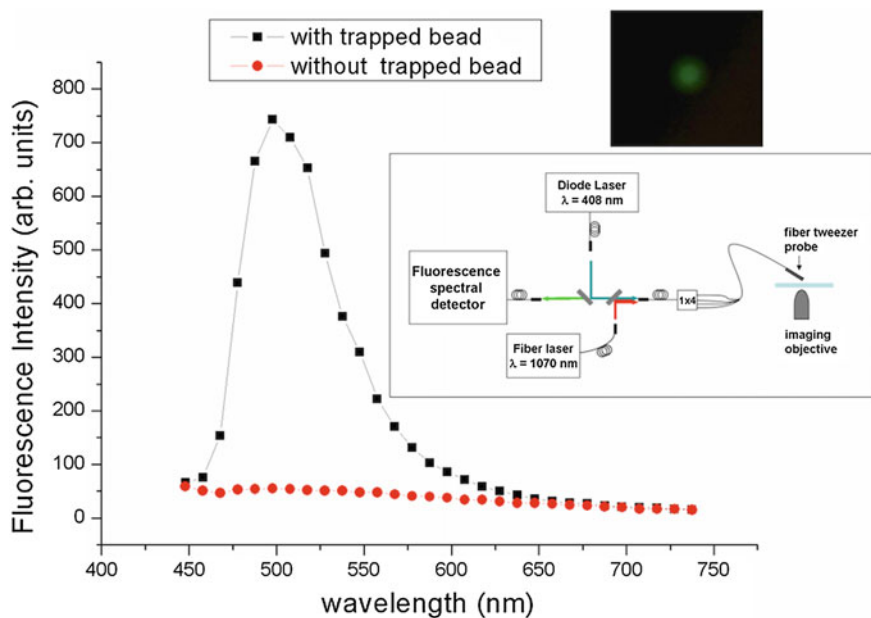 with trapped bead
without trapped bead
Fluorescence Intensity (arb. units)
800
700
600
500
400
300
200
100
0
400
450
500
550
600
650
700
750
wavelength (nm)
Diode Laser
λ = 408 nm
Fluorescence
spectral
detector
Fiber laser
λ = 1070 nm
1x4
fiber tweezer
probe
imaging
objective